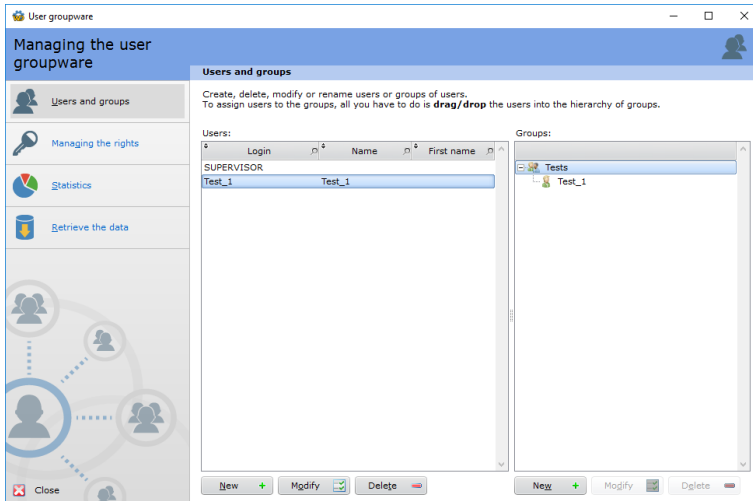 User groupware
Managing the user
groupware
Users and groups
Managing the rights
Statistics
Retrieve the data
Close
Users and groups
Create, delete, modify or rename users or groups of users.
To assign users to the groups, all you have to do is drag/drop the users into the hierarchy of groups.
Users:
Login Name First name
SUPERVISOR
Test_1 Test_1
New + Modify Delete
Groups:
Tests
Test_1
New + Modify Delete